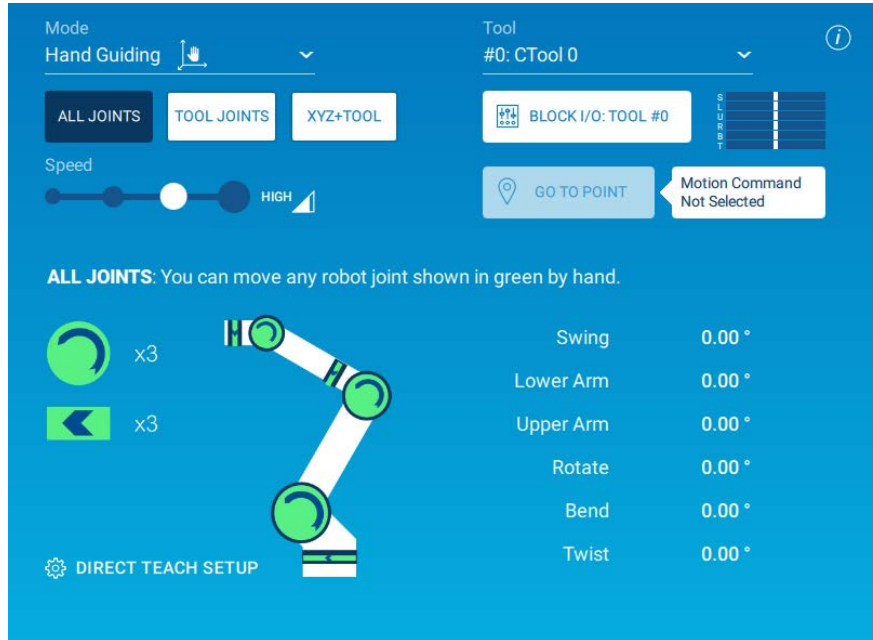 Mode
Hand Guiding
Tool
#0: CTool 0
i
ALL JOINTS
TOOL JOINTS
XYZ+TOOL
BLOCK I/O: TOOL #0
S
L
U
R
B
T
Speed
HIGH
GO TO POINT
Motion Command
Not Selected
ALL JOINTS: You can move any robot joint shown in green by hand.
x3
x3
Swing 0.00 °
Lower Arm 0.00 °
Upper Arm 0.00 °
Rotate 0.00 °
Bend 0.00 °
Twist 0.00 °
DIRECT TEACH SETUP